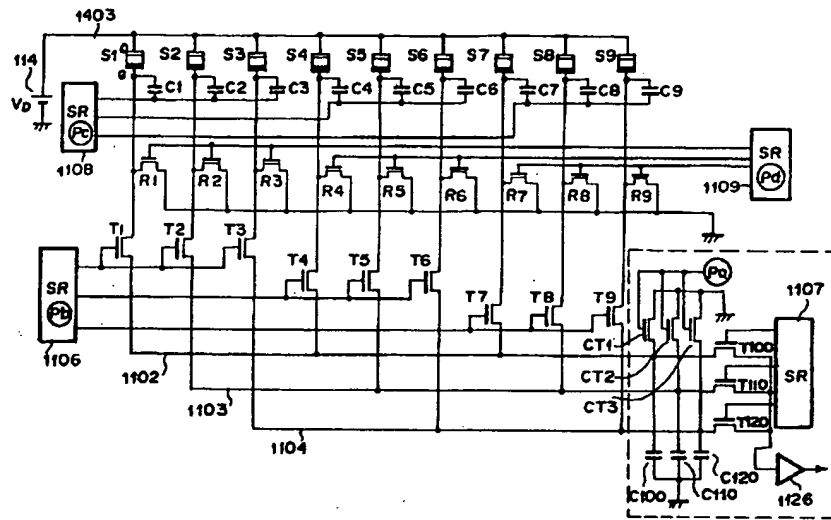 1403
114
VD
S1 S2 S3 S4 S5 S6 S7 S8 S9
C1 C2 C3 C4 C5 C6 C7 C8 C9
SR
Pc
1108
SR
Pd
1109
R1 R2 R3 R4 R5 R6 R7 R8 R9
T1 T2 T3
T4 T5 T6
T7 T8 T9
SR
Pb
1106
Pa
1107
CT1
CT2
CT3
T100
T110
T120
SR
1102
1103
1104
C100
C110
C120
1126